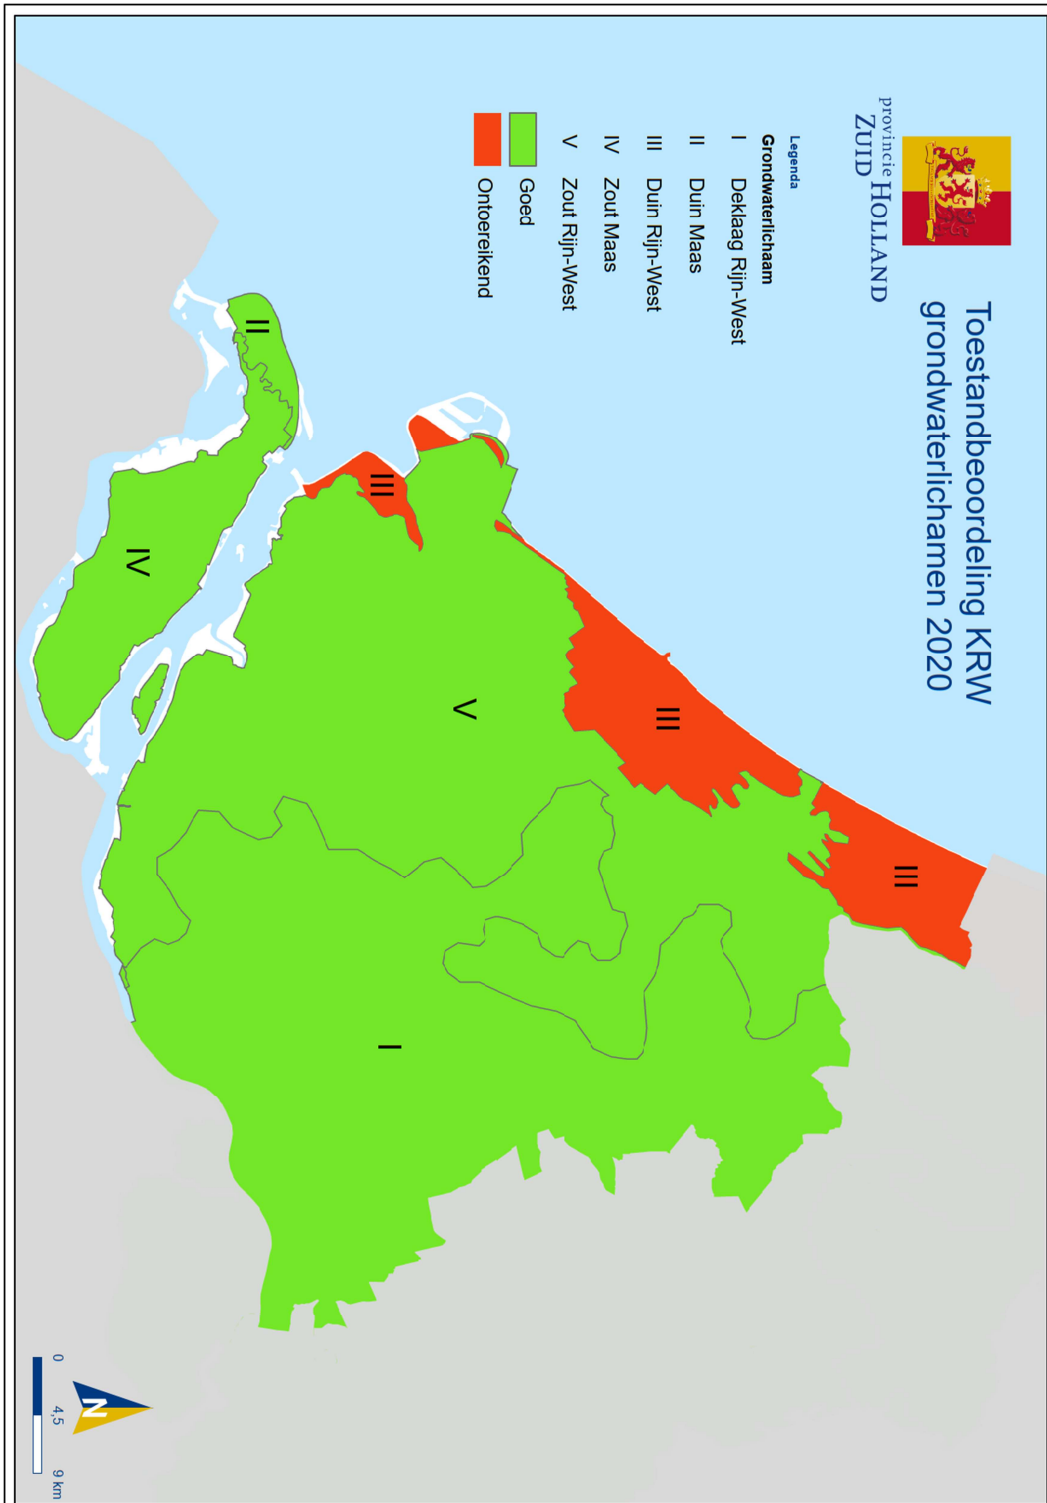 Toestandbeoordeling KRW
grondwaterlichamen 2020
provincie HOLLAND
ZUID
Legenda
Grondwaterlichaam
I Deklaag Rijn-West
II Duin Maas
III Duin Rijn-West
IV Zout Maas
V Zout Rijn-West
Goed
Ontoereikend
III
III
III
II
V
IV
I
N
0 4,5 9 km